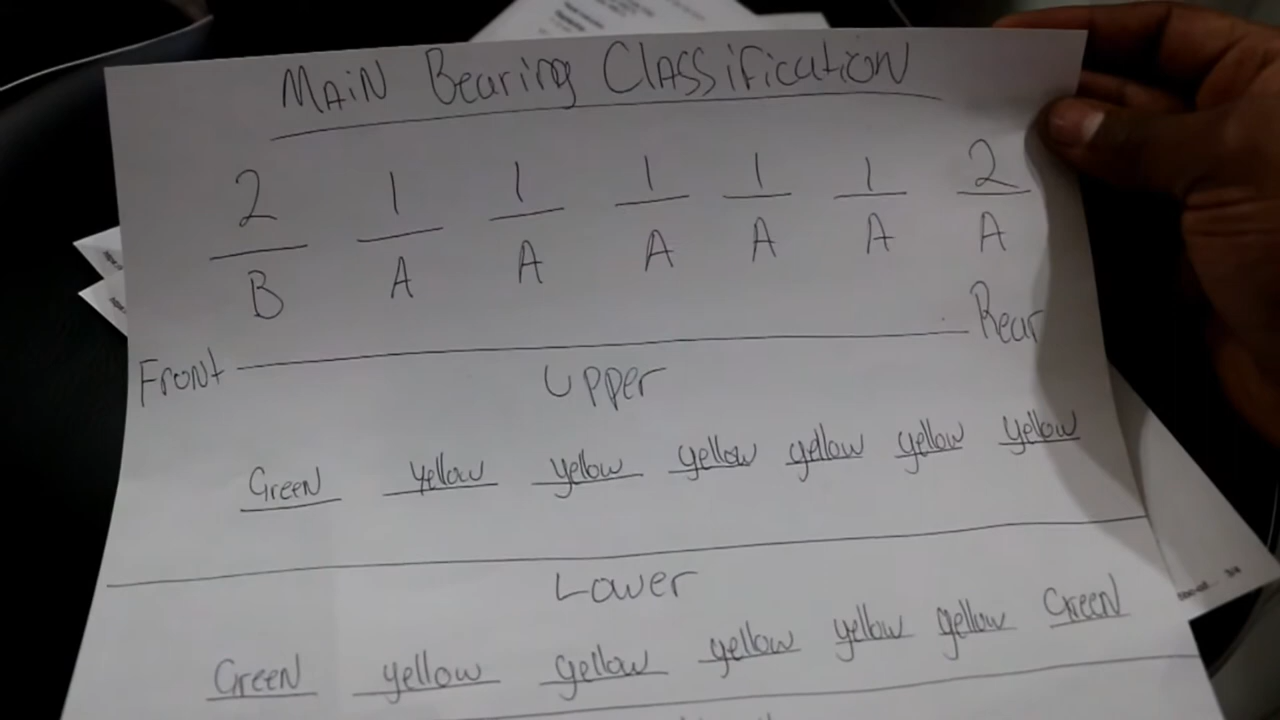 MAiN Bearing ClASSification
2 1 1 1 1 1 2
B A A A A A A
Front Rear
Upper
Green yellow yellow yellow yellow yellow yellow
Lower
Green yellow yellow yellow yellow yellow Green